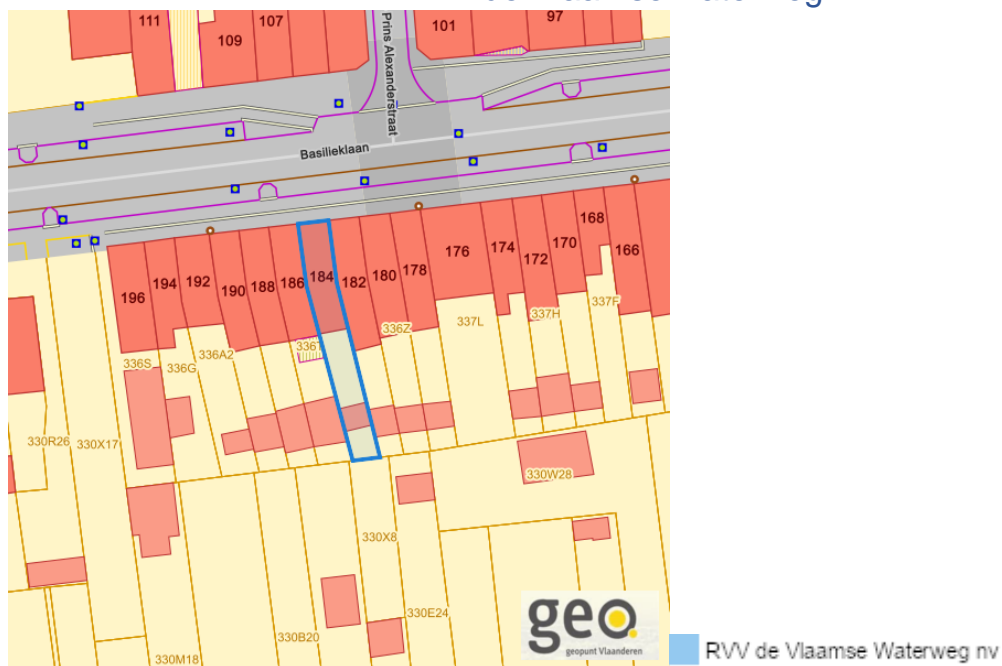 111
107
109
101
97
Prins Alexanderstraat
Basilieklaan
196
194
192
190
188
186
184
182
180
178
176
174
172
170
168
166
336S
336G
336A2
336Z
337L
337H
337F
330R26
330X17
330W28
330X8
330E24
330B20
330M18
geo.
geopunt Vlaanderen
RVV de Vlaamse Waterweg nv